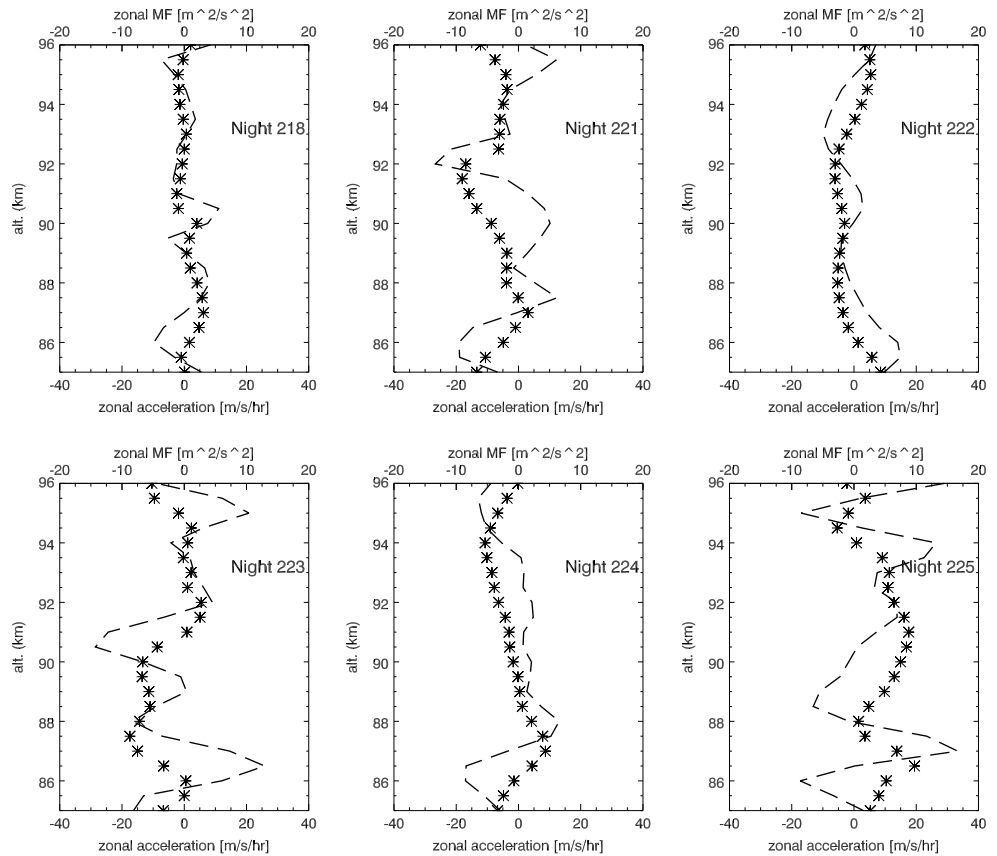 zonal MF [m^2/s^2] zonal MF [m^2/s^2] zonal MF [m^2/s^2]
-20 -10 0 10 20 -20 -10 0 10 20 -20 -10 0 10 20
96 96 96
94 94 94
Night 218 Night 221 Night 222
92 92 92
alt. (km) alt. (km) alt. (km)
90 90 90
88 88 88
86 86 86
-40 -20 0 20 40 -40 -20 0 20 40 -40 -20 0 20 40
zonal acceleration [m/s/hr] zonal acceleration [m/s/hr] zonal acceleration [m/s/hr]
zonal MF [m^2/s^2] zonal MF [m^2/s^2] zonal MF [m^2/s^2]
-20 -10 0 10 20 -20 -10 0 10 20 -20 -10 0 10 20
96 96 96
94 94 94
Night 223 Night 224 Night 225
92 92 92
alt. (km) alt. (km) alt. (km)
90 90 90
88 88 88
86 86 86
-40 -20 0 20 40 -40 -20 0 20 40 -40 -20 0 20 40
zonal acceleration [m/s/hr] zonal acceleration [m/s/hr] zonal acceleration [m/s/hr]